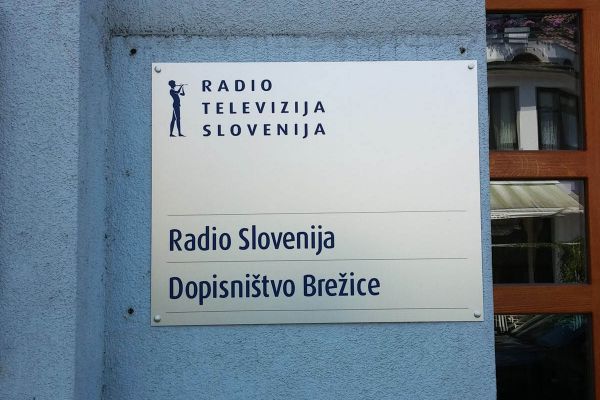 RADIO
TELEVIZIJA
SLOVENIJA
Radio Slovenija
Dopisništvo Brežice